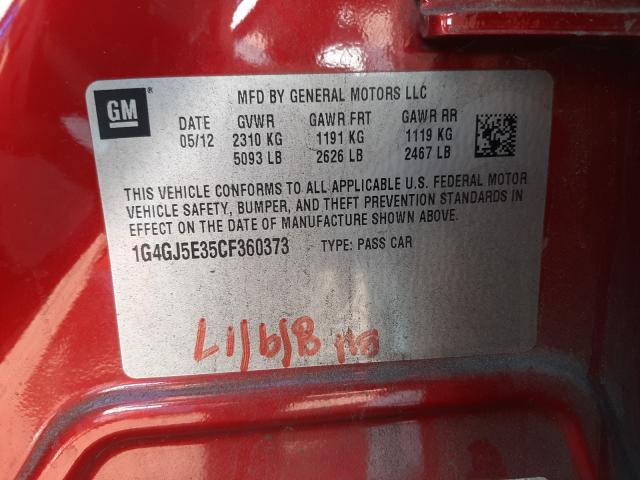 GM
MFD BY GENERAL MOTORS LLC
DATE GVWR GAWR FRT GAWR RR
05/12 2310 KG 1191 KG 1119 KG
5093 LB 2626 LB 2467 LB
THIS VEHICLE CONFORMS TO ALL APPLICABLE U.S. FEDERAL MOTOR
VEHICLE SAFETY, BUMPER, AND THEFT PREVENTION STANDARDS IN
EFFECT ON THE DATE OF MANUFACTURE SHOWN ABOVE.
1G4GJ5E35CF360373 TYPE: PASS CAR